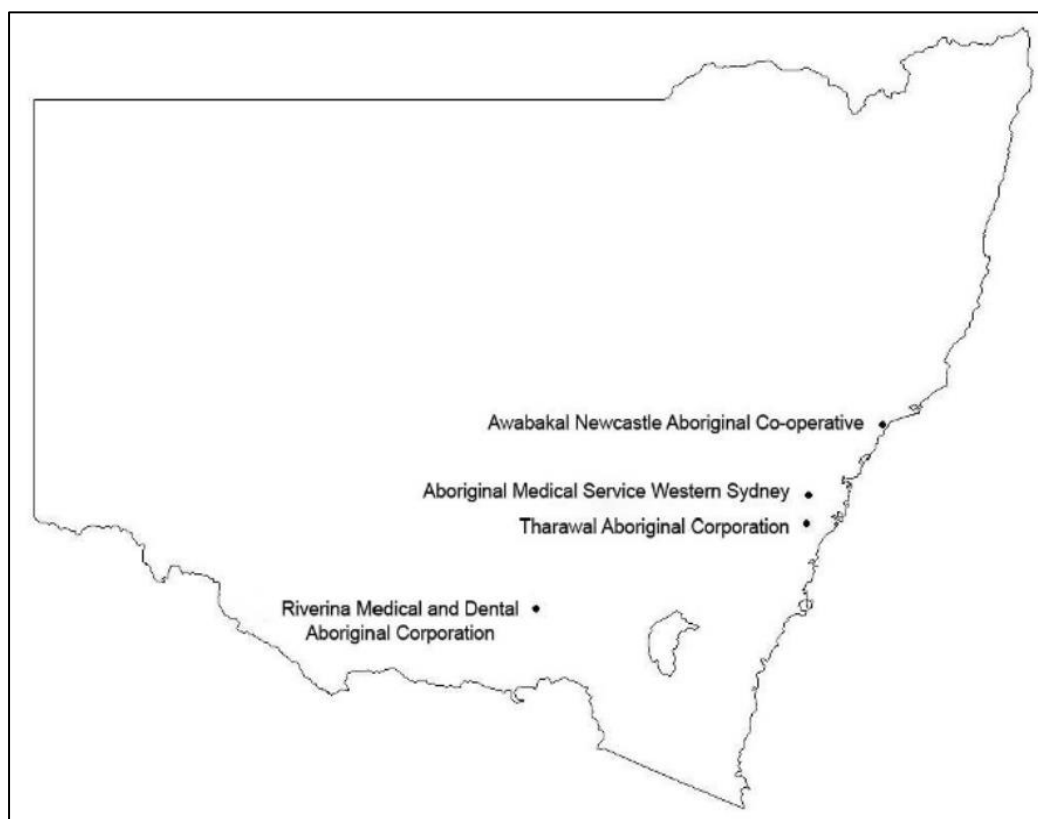 Awabakal Newcastle Aboriginal Co-operative
Aboriginal Medical Service Western Sydney
Tharawal Aboriginal Corporation
Riverina Medical and Dental
Aboriginal Corporation